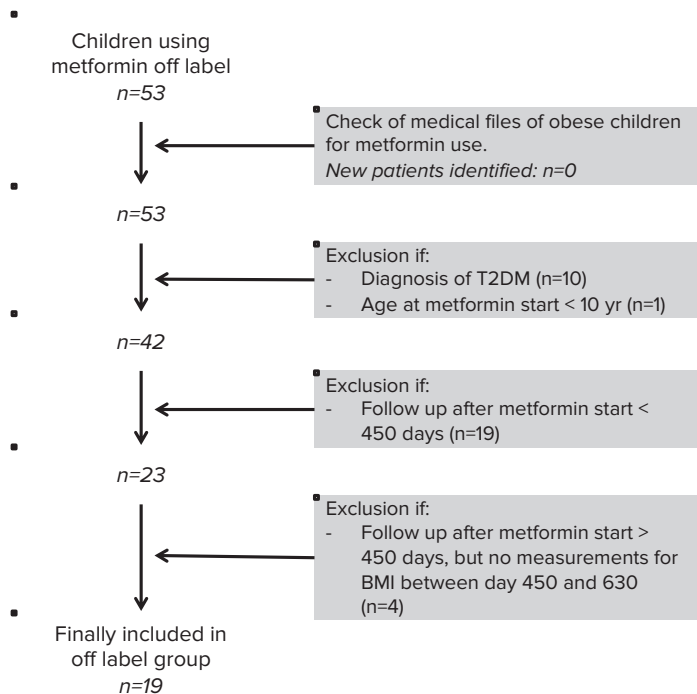 Children using
metformin off label
n=53
Check of medical files of obese children
for metformin use.
New patients identified: n=0
n=53
Exclusion if:
- Diagnosis of T2DM (n=10)
- Age at metformin start < 10 yr (n=1)
n=42
Exclusion if:
- Follow up after metformin start <
450 days (n=19)
n=23
Exclusion if:
- Follow up after metformin start >
450 days, but no measurements for
BMI between day 450 and 630
(n=4)
Finally included in
off label group
n=19